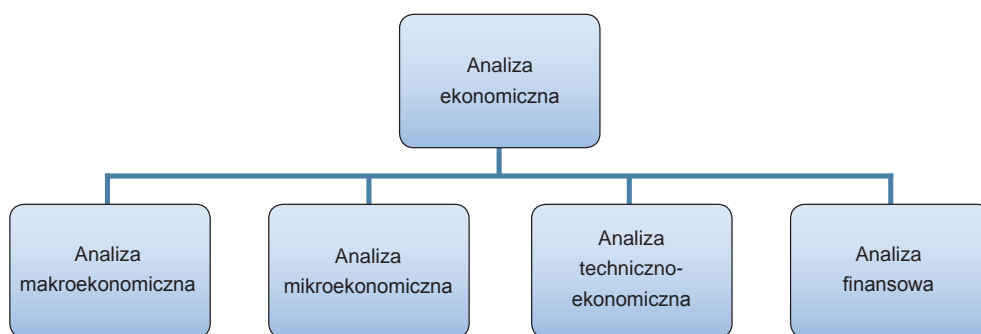 Analiza
ekonomiczna
Analiza
makroekonomiczna
Analiza
mikroekonomiczna
Analiza
techniczno-
ekonomiczna
Analiza
finansowa